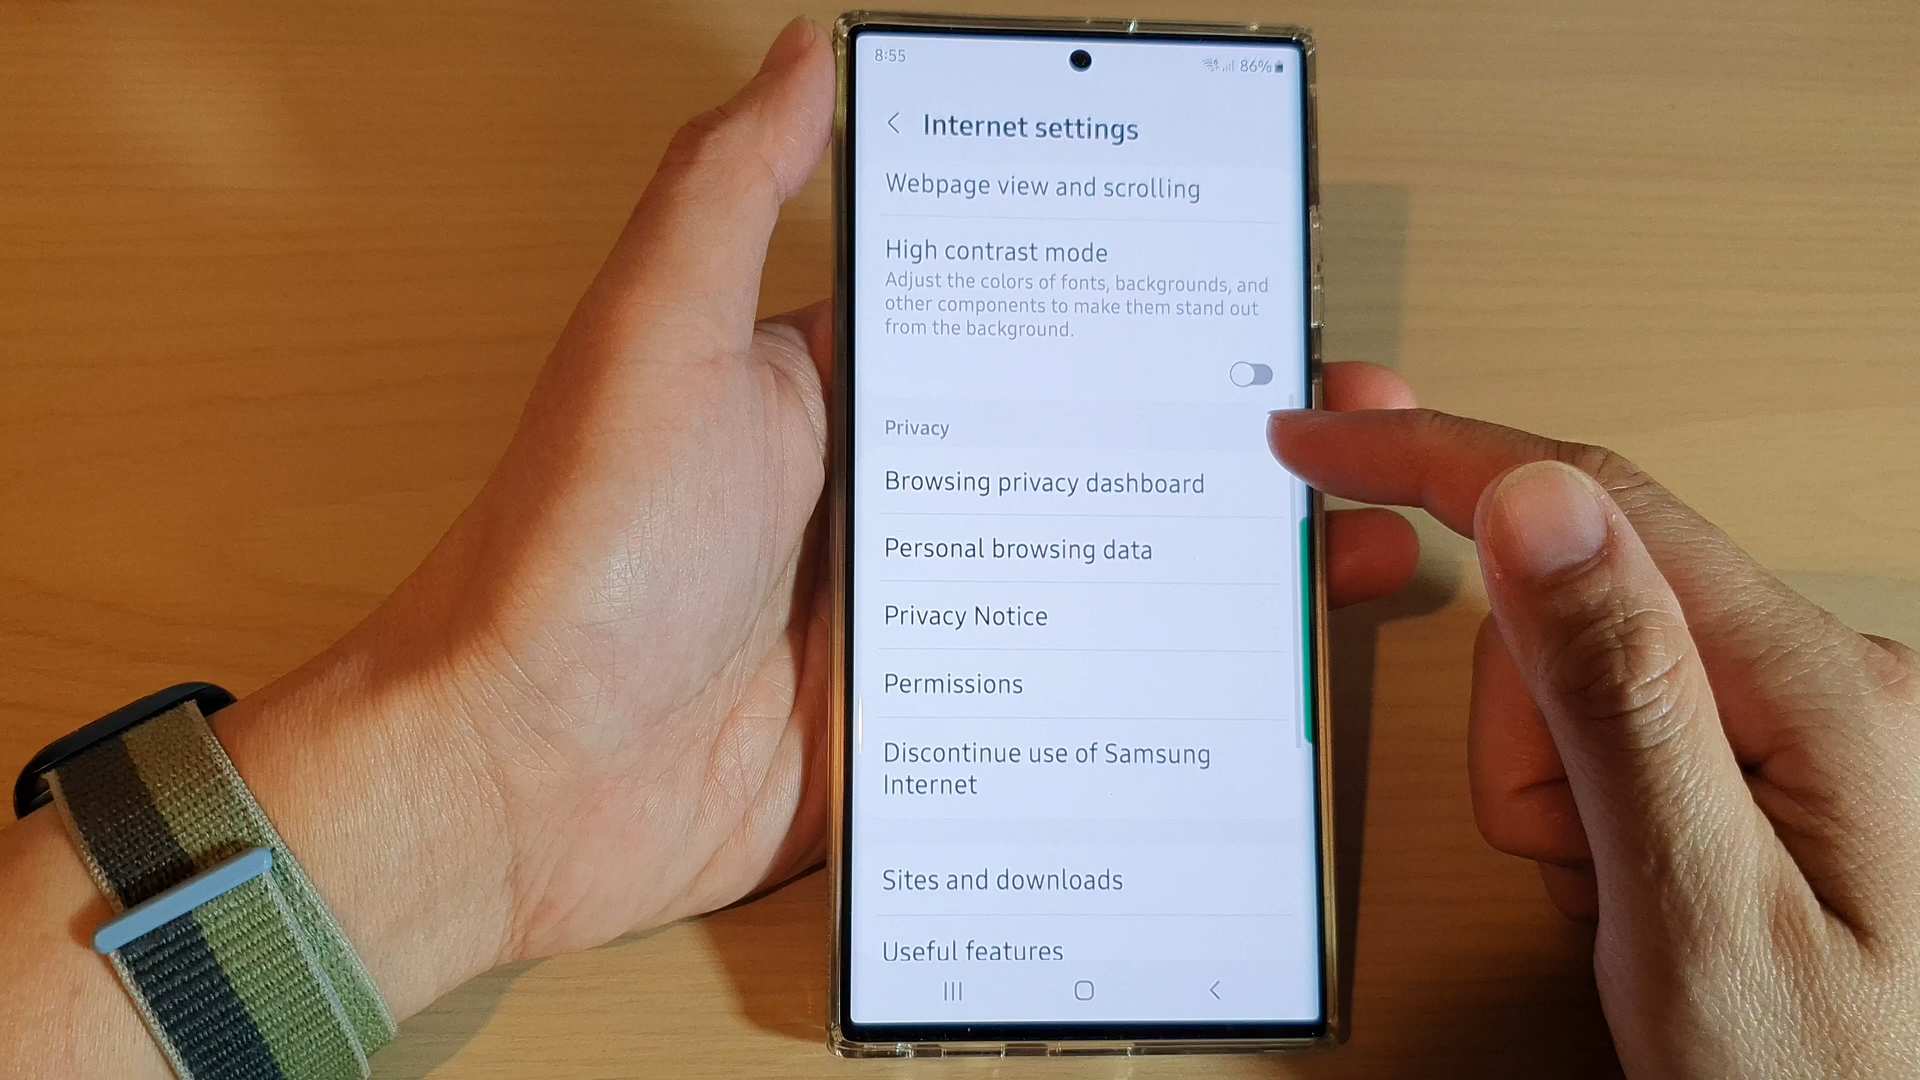 8:55
86%
Internet settings
Webpage view and scrolling
High contrast mode
Adjust the colors of fonts, backgrounds, and
other components to make them stand out
from the background.
Privacy
Browsing privacy dashboard
Personal browsing data
Privacy Notice
Permissions
Discontinue use of Samsung
Internet
Sites and downloads
Useful features